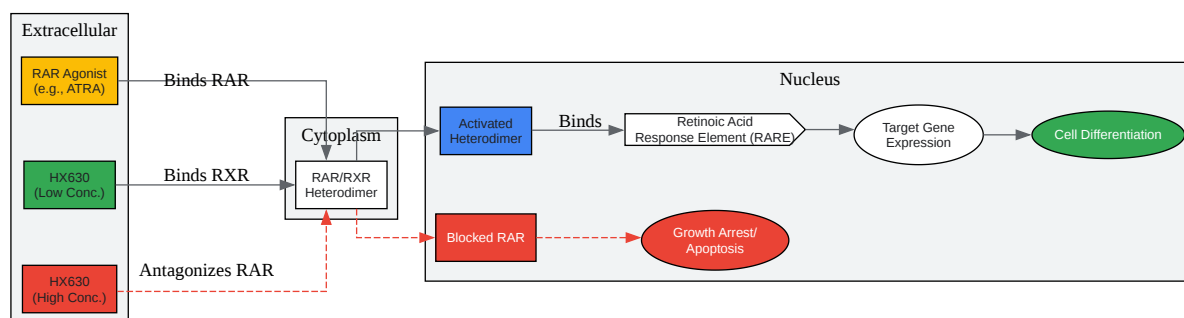 Extracellular
RAR Agonist
(e.g., ATRA)
Binds RAR
HX630
(Low Conc.)
Binds RXR
HX630
(High Conc.)
Antagonizes RAR
Cytoplasm
RAR/RXR
Heterodimer
Nucleus
Activated
Heterodimer
Binds
Retinoic Acid
Response Element (RARE)
Target Gene
Expression
Cell Differentiation
Blocked RAR
Growth Arrest/
Apoptosis